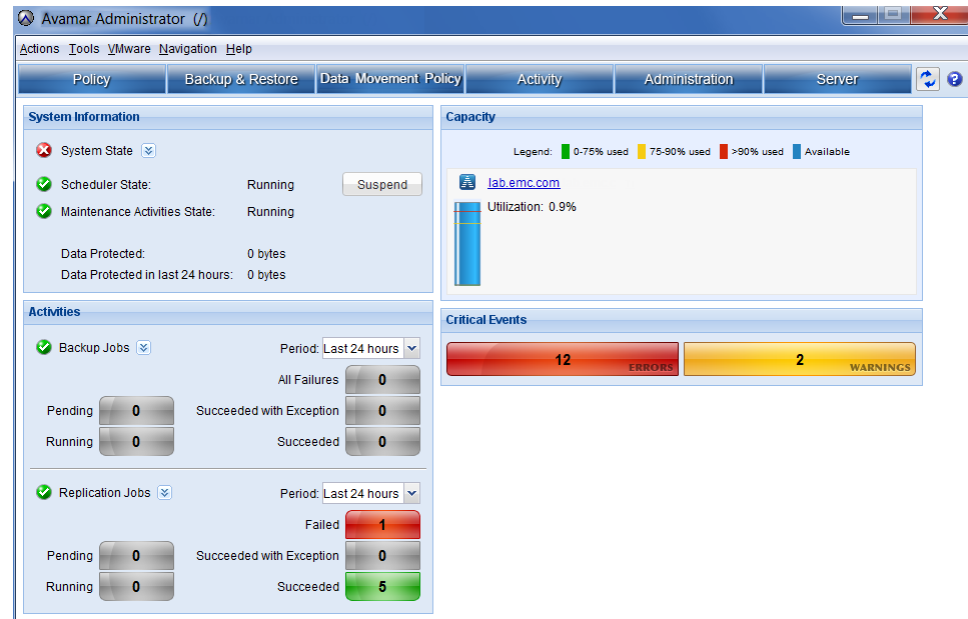 Avamar Administrator (/)
Actions Tools VMware Navigation Help
Policy Backup & Restore Data Movement Policy Activity Administration Server
System Information
System State
Scheduler State: Running Suspend
Maintenance Activities State: Running
Data Protected: 0 bytes
Data Protected in last 24 hours: 0 bytes
Capacity
Legend: 0-75% used 75-90% used >90% used Available
lab.emc.com
Utilization: 0.9%
Activities
Backup Jobs Period: Last 24 hours
All Failures 0
Pending 0 Succeeded with Exception 0
Running 0 Succeeded 0
Replication Jobs Period: Last 24 hours
Failed 1
Pending 0 Succeeded with Exception 0
Running 0 Succeeded 5
Critical Events
12 ERRORS 2 WARNINGS